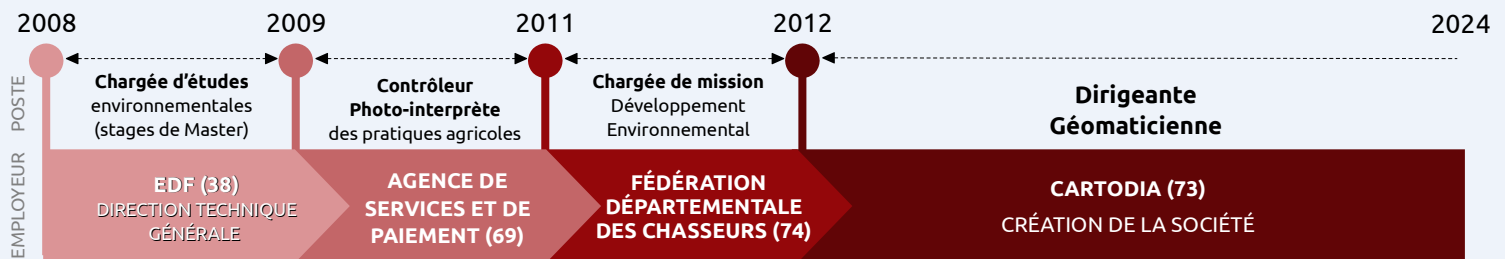 2008
2009
2011
2012
2024
POSTE
Chargée d'études
environnementales
(stages de Master)
Contrôleur
Photo-interprète
des pratiques agricoles
Chargée de mission
Développement
Environnemental
Dirigeante
Géomaticienne
EMPLOYEUR
EDF (38)
DIRECTION TECHNIQUE
GÉNÉRALE
AGENCE DE
SERVICES ET DE
PAIEMENT (69)
FÉDÉRATION
DÉPARTEMENTALE
DES CHASSEURS (74)
CARTODIA (73)
CRÉATION DE LA SOCIÉTÉ